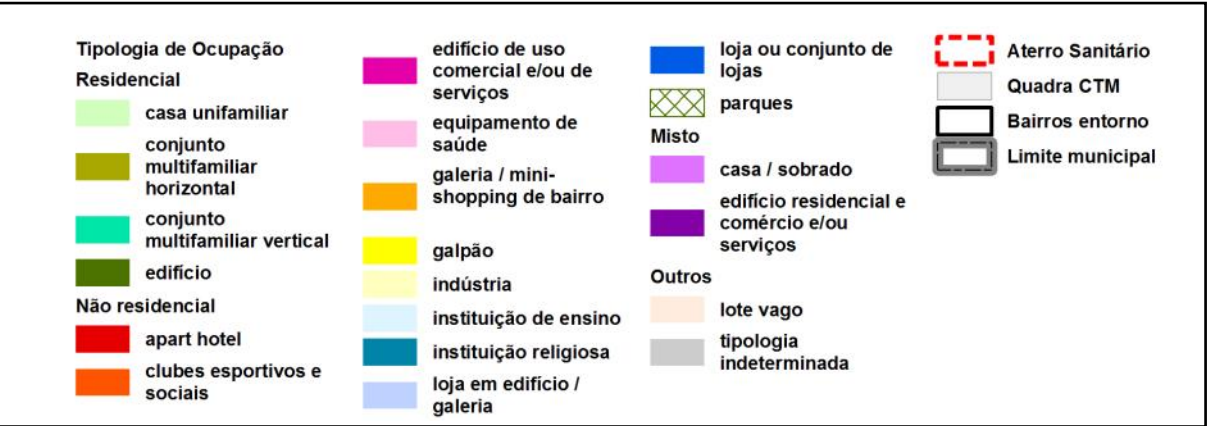 Tipologia de Ocupação
Residencial
casa unifamiliar
conjunto
multifamiliar
horizontal
conjunto
multifamiliar vertical
edifício
Não residencial
apart hotel
clubes esportivos e
sociais
edifício de uso
comercial e/ou de
serviços
equipamento de
saúde
galeria / mini-
shopping de bairro
galpão
indústria
instituição de ensino
instituição religiosa
loja em edifício /
galeria
loja ou conjunto de
lojas
parques
Misto
casa / sobrado
edifício residencial e
comércio e/ou
serviços
Outros
lote vago
tipologia
indeterminada
Aterro Sanitário
Quadra CTM
Bairros entorno
Limite municipal